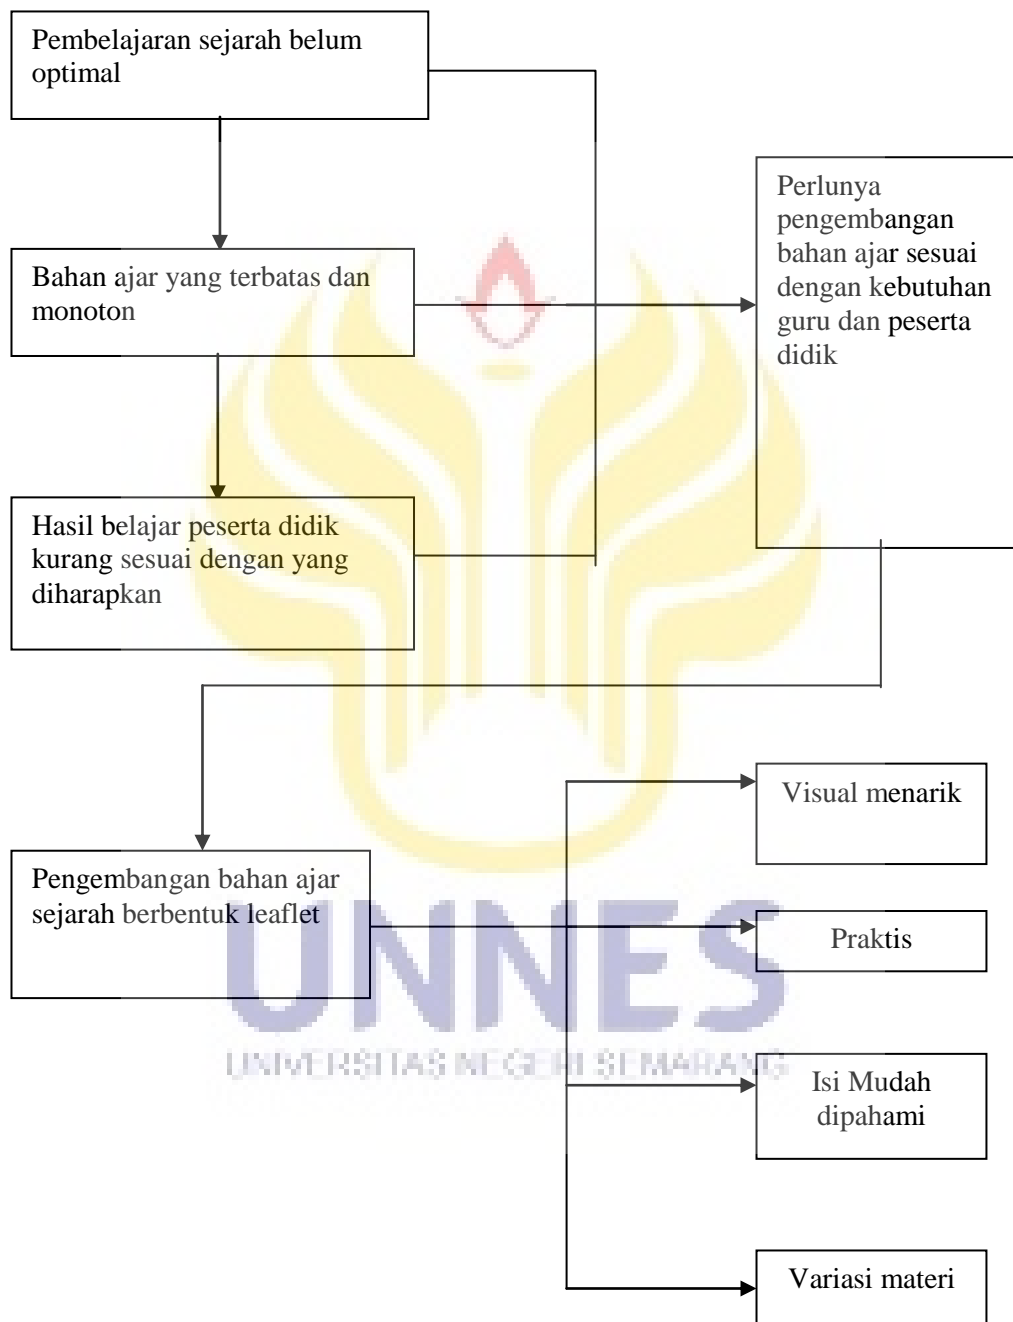 Pembelajaran sejarah belum
optimal
Perlunya
pengembangan
bahan ajar sesuai
dengan kebutuhan
guru dan peserta
didik
Bahan ajar yang terbatas dan
monoton
Hasil belajar peserta didik
kurang sesuai dengan yang
diharapkan
Visual menarik
Pengembangan bahan ajar
sejarah berbentuk leaflet
Praktis
UNNES
UNIVERSITAS NEGERI SEMARANG
Isi Mudah
dipahami
Variasi materi